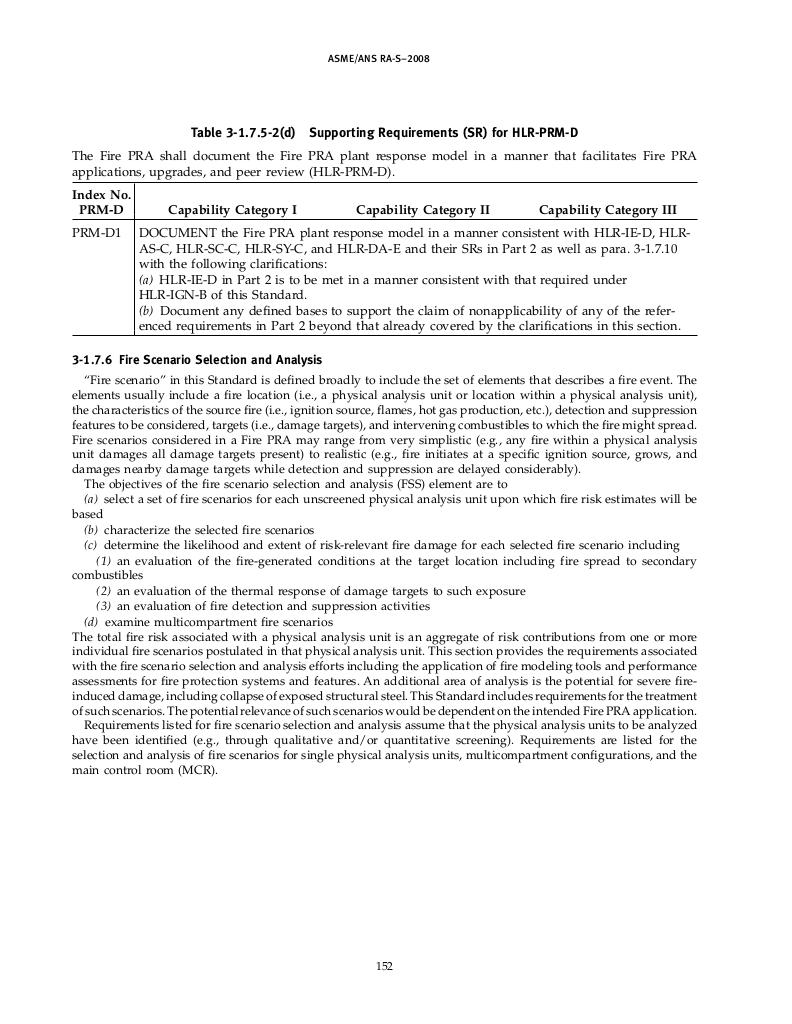 ASME/ANS RA-S–2008
Table 3-1.7.5-2(d) Supporting Requirements (SR) for HLR-PRM-D
The Fire PRA shall document the Fire PRA plant response model in a manner that facilitates Fire PRA
applications, upgrades, and peer review (HLR-PRM-D).
Index No.
PRM-D Capability Category I Capability Category II Capability Category III
PRM-D1 DOCUMENT the Fire PRA plant response model in a manner consistent with HLR-IE-D, HLR-
AS-C, HLR-SC-C, HLR-SY-C, and HLR-DA-E and their SRs in Part 2 as well as para. 3-1.7.10
with the following clarifications:
(a) HLR-IE-D in Part 2 is to be met in a manner consistent with that required under
HLR-IGN-B of this Standard.
(b) Document any defined bases to support the claim of nonapplicability of any of the refer-
enced requirements in Part 2 beyond that already covered by the clarifications in this section.
3-1.7.6 Fire Scenario Selection and Analysis
“Fire scenario” in this Standard is defined broadly to include the set of elements that describes a fire event. The
elements usually include a fire location (i.e., a physical analysis unit or location within a physical analysis unit),
the characteristics of the source fire (i.e., ignition source, flames, hot gas production, etc.), detection and suppression
features to be considered, targets (i.e., damage targets), and intervening combustibles to which the fire might spread.
Fire scenarios considered in a Fire PRA may range from very simplistic (e.g., any fire within a physical analysis
unit damages all damage targets present) to realistic (e.g., fire initiates at a specific ignition source, grows, and
damages nearby damage targets while detection and suppression are delayed considerably).
The objectives of the fire scenario selection and analysis (FSS) element are to
(a) select a set of fire scenarios for each unscreened physical analysis unit upon which fire risk estimates will be
based
(b) characterize the selected fire scenarios
(c) determine the likelihood and extent of risk-relevant fire damage for each selected fire scenario including
(1) an evaluation of the fire-generated conditions at the target location including fire spread to secondary
combustibles
(2) an evaluation of the thermal response of damage targets to such exposure
(3) an evaluation of fire detection and suppression activities
(d) examine multicompartment fire scenarios
The total fire risk associated with a physical analysis unit is an aggregate of risk contributions from one or more
individual fire scenarios postulated in that physical analysis unit. This section provides the requirements associated
with the fire scenario selection and analysis efforts including the application of fire modeling tools and performance
assessments for fire protection systems and features. An additional area of analysis is the potential for severe fire-
induced damage, including collapse of exposed structural steel. This Standard includes requirements for the treatment
of such scenarios. The potential relevance of such scenarios would be dependent on the intended Fire PRA application.
Requirements listed for fire scenario selection and analysis assume that the physical analysis units to be analyzed
have been identified (e.g., through qualitative and/or quantitative screening). Requirements are listed for the
selection and analysis of fire scenarios for single physical analysis units, multicompartment configurations, and the
main control room (MCR).
152